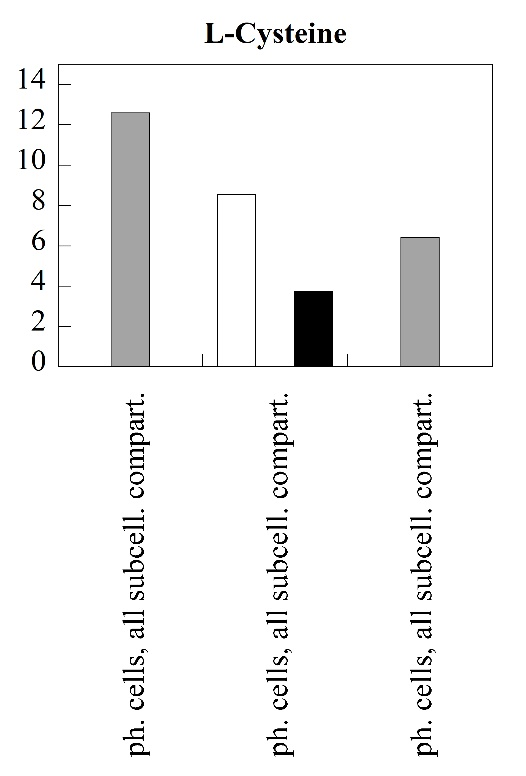 L-Cysteine
14
12
10
8
6
4
2
0
ph. cells, all subcell. compart.
ph. cells, all subcell. compart.
ph. cells, all subcell. compart.